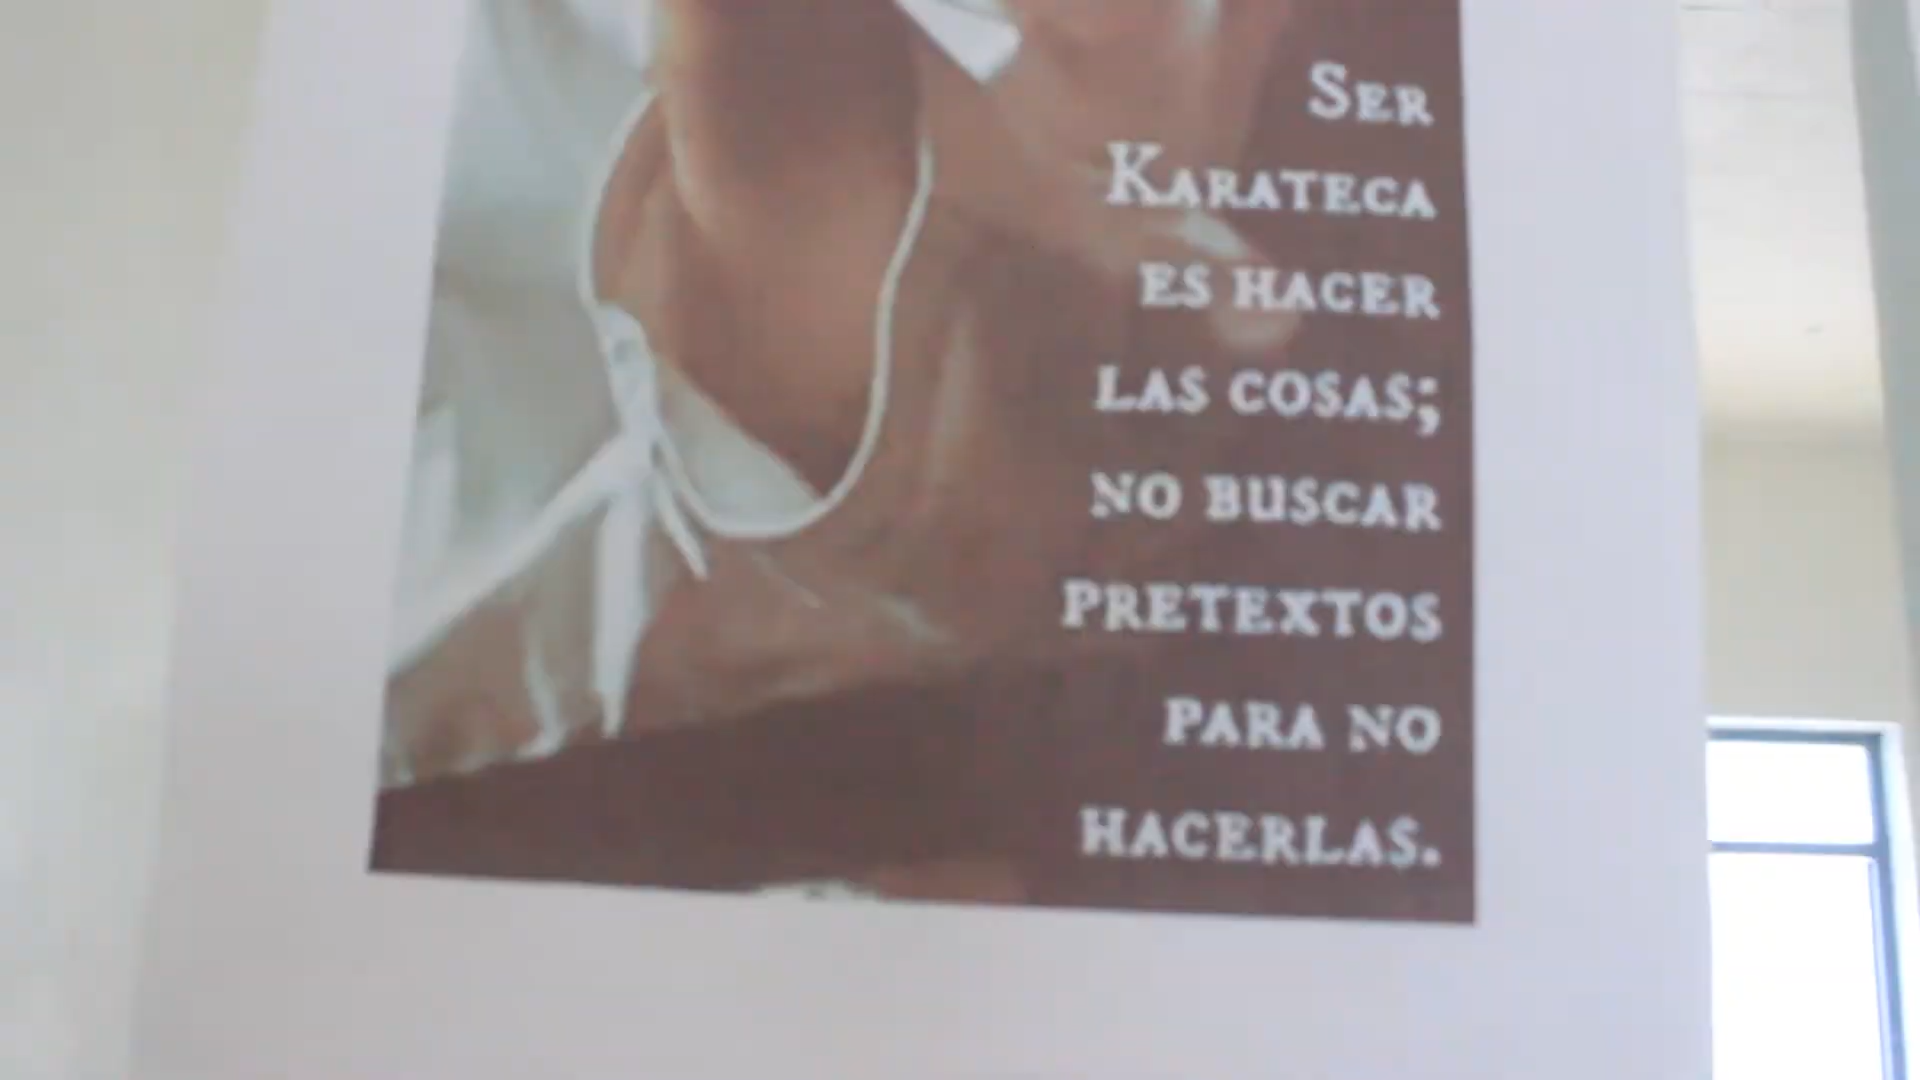 Ser
Karateca
es hacer
las cosas;
no buscar
pretextos
para no
hacerlas.